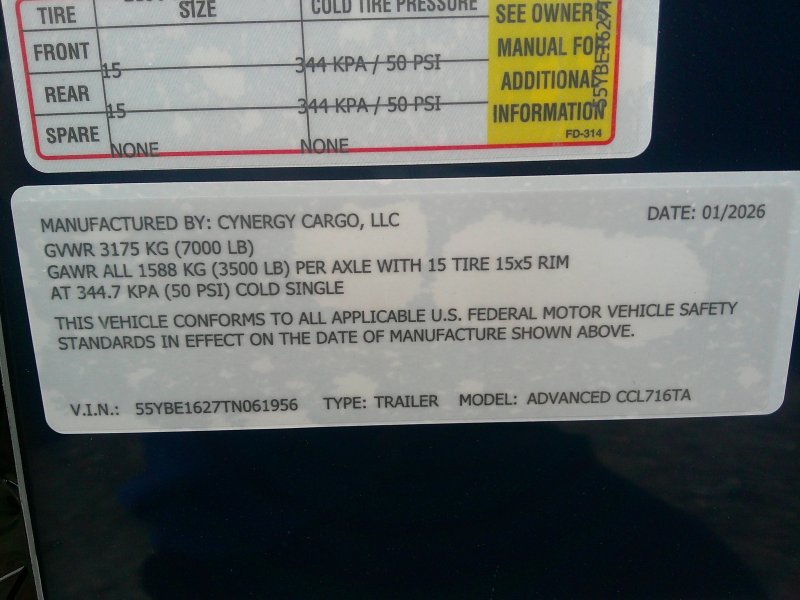 TIRE SIZE COLD TIRE PRESSURE SEE OWNER'S
FRONT 15 344 KPA / 50 PSI MANUAL FOR
REAR 15 344 KPA / 50 PSI ADDITIONAL
SPARE NONE NONE INFORMATION
FD-314
55YBE1627T
MANUFACTURED BY: CYNERGY CARGO, LLC DATE: 01/2026
GVWR 3175 KG (7000 LB)
GAWR ALL 1588 KG (3500 LB) PER AXLE WITH 15 TIRE 15x5 RIM
AT 344.7 KPA (50 PSI) COLD SINGLE
THIS VEHICLE CONFORMS TO ALL APPLICABLE U.S. FEDERAL MOTOR VEHICLE SAFETY
STANDARDS IN EFFECT ON THE DATE OF MANUFACTURE SHOWN ABOVE.
V.I.N.: 55YBE1627TN061956 TYPE: TRAILER MODEL: ADVANCED CCL716TA